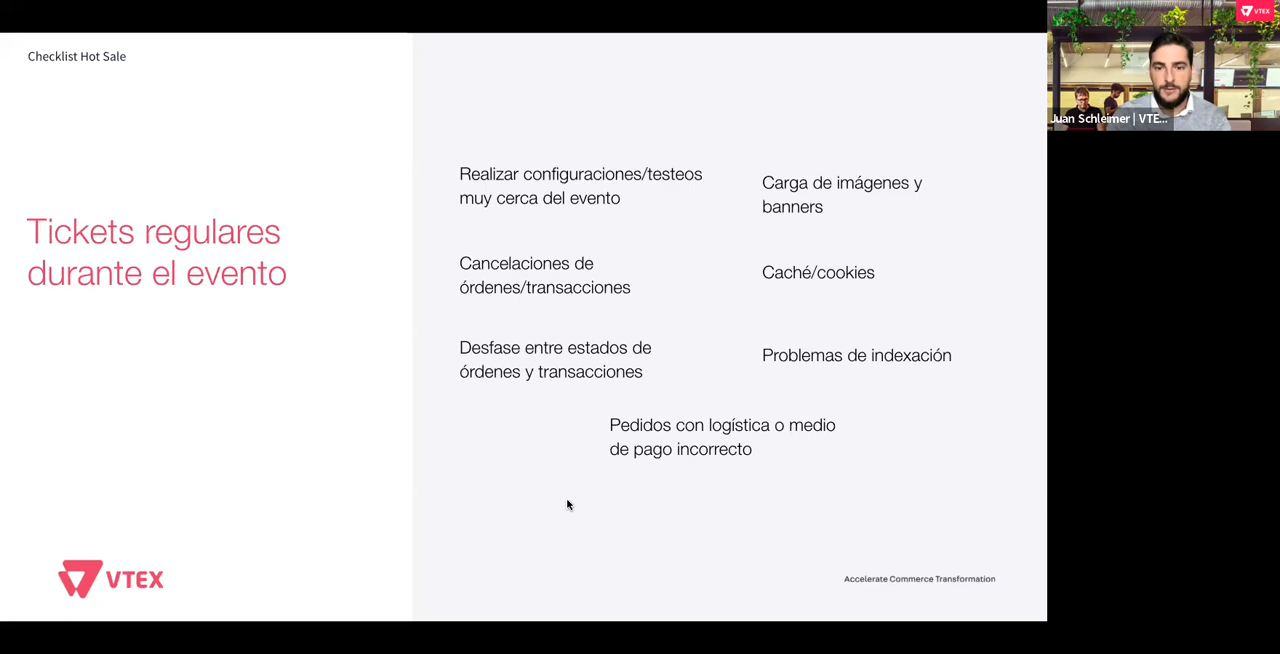 Checklist Hot Sale
VTEX
Juan Schleimer | VTE...
Tickets regulares
durante el evento
Realizar configuraciones/testeos
muy cerca del evento
Carga de imágenes y
banners
Cancelaciones de
órdenes/transacciones
Caché/cookies
Desfase entre estados de
órdenes y transacciones
Problemas de indexación
Pedidos con logística o medio
de pago incorrecto
VTEX
Accelerate Commerce Transformation